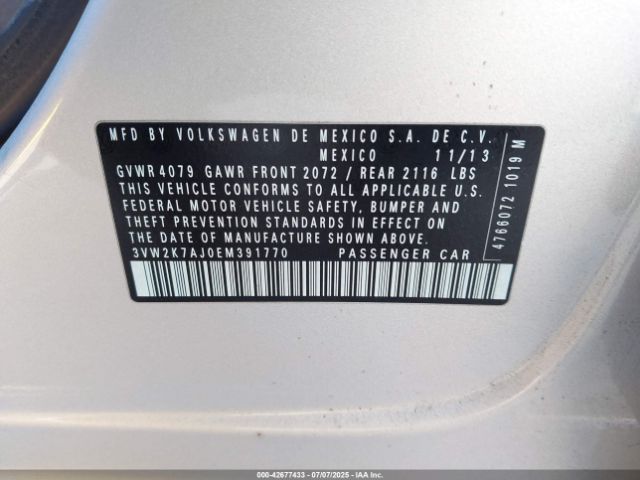 MFD BY VOLKSWAGEN DE MEXICO S.A. DE C.V.
MEXICO 11/13
GVWR 4079 GAWR FRONT 2072 / REAR 2116 LBS
THIS VEHICLE CONFORMS TO ALL APPLICABLE U.S.
FEDERAL MOTOR VEHICLE SAFETY, BUMPER AND
THEFT PREVENTION STANDARDS IN EFFECT ON
THE DATE OF MANUFACTURE SHOWN ABOVE
3VW2K7AJ0EM391770 PASSENGER CAR
4766072 1019 M
000-42677433 | 07/07/2025 | IAA Inc.